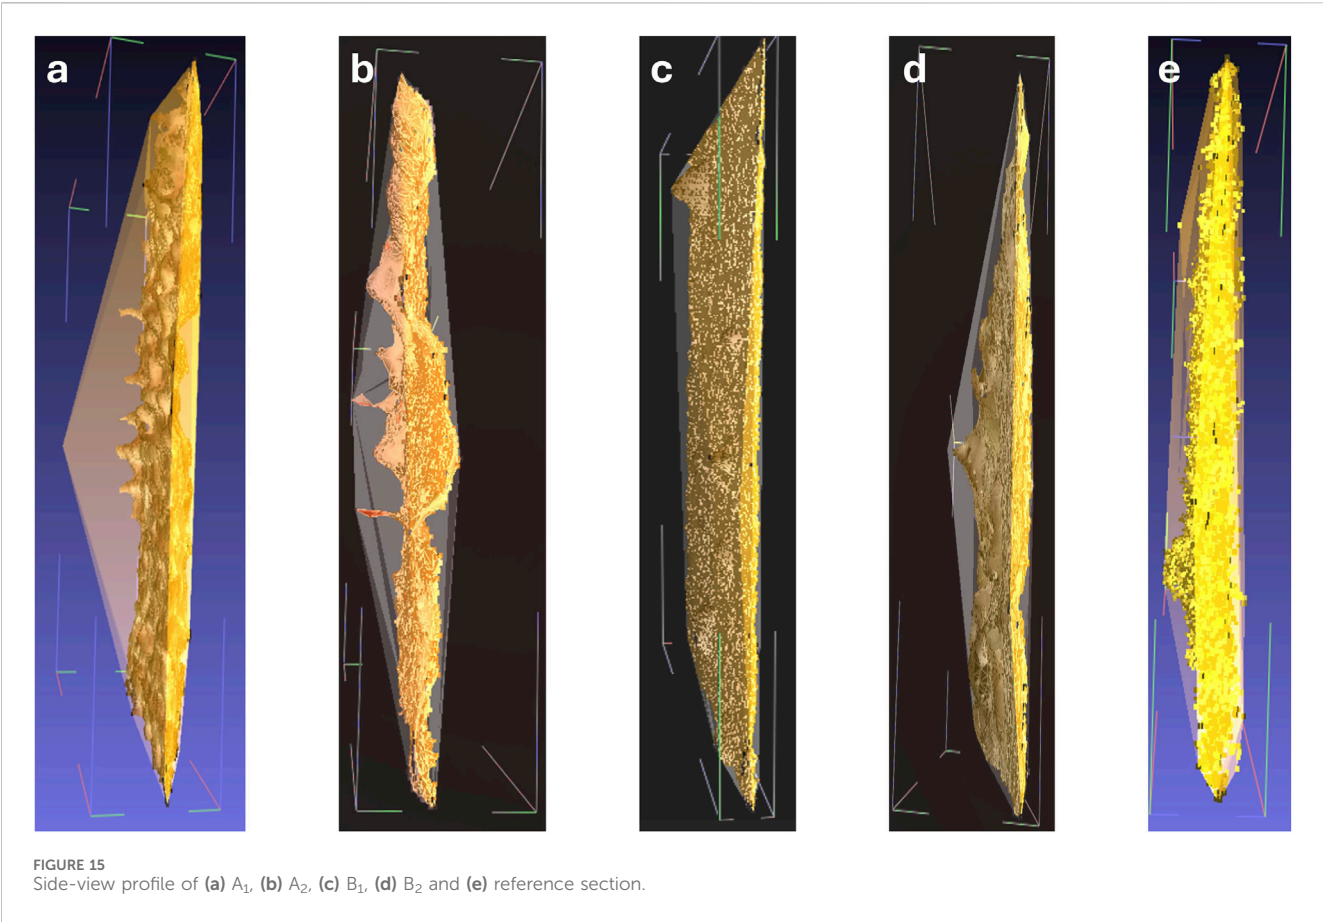 a b c d e
FIGURE 15
Side-view profile of (a) A₁, (b) A₂, (c) B₁, (d) B₂ and (e) reference section.